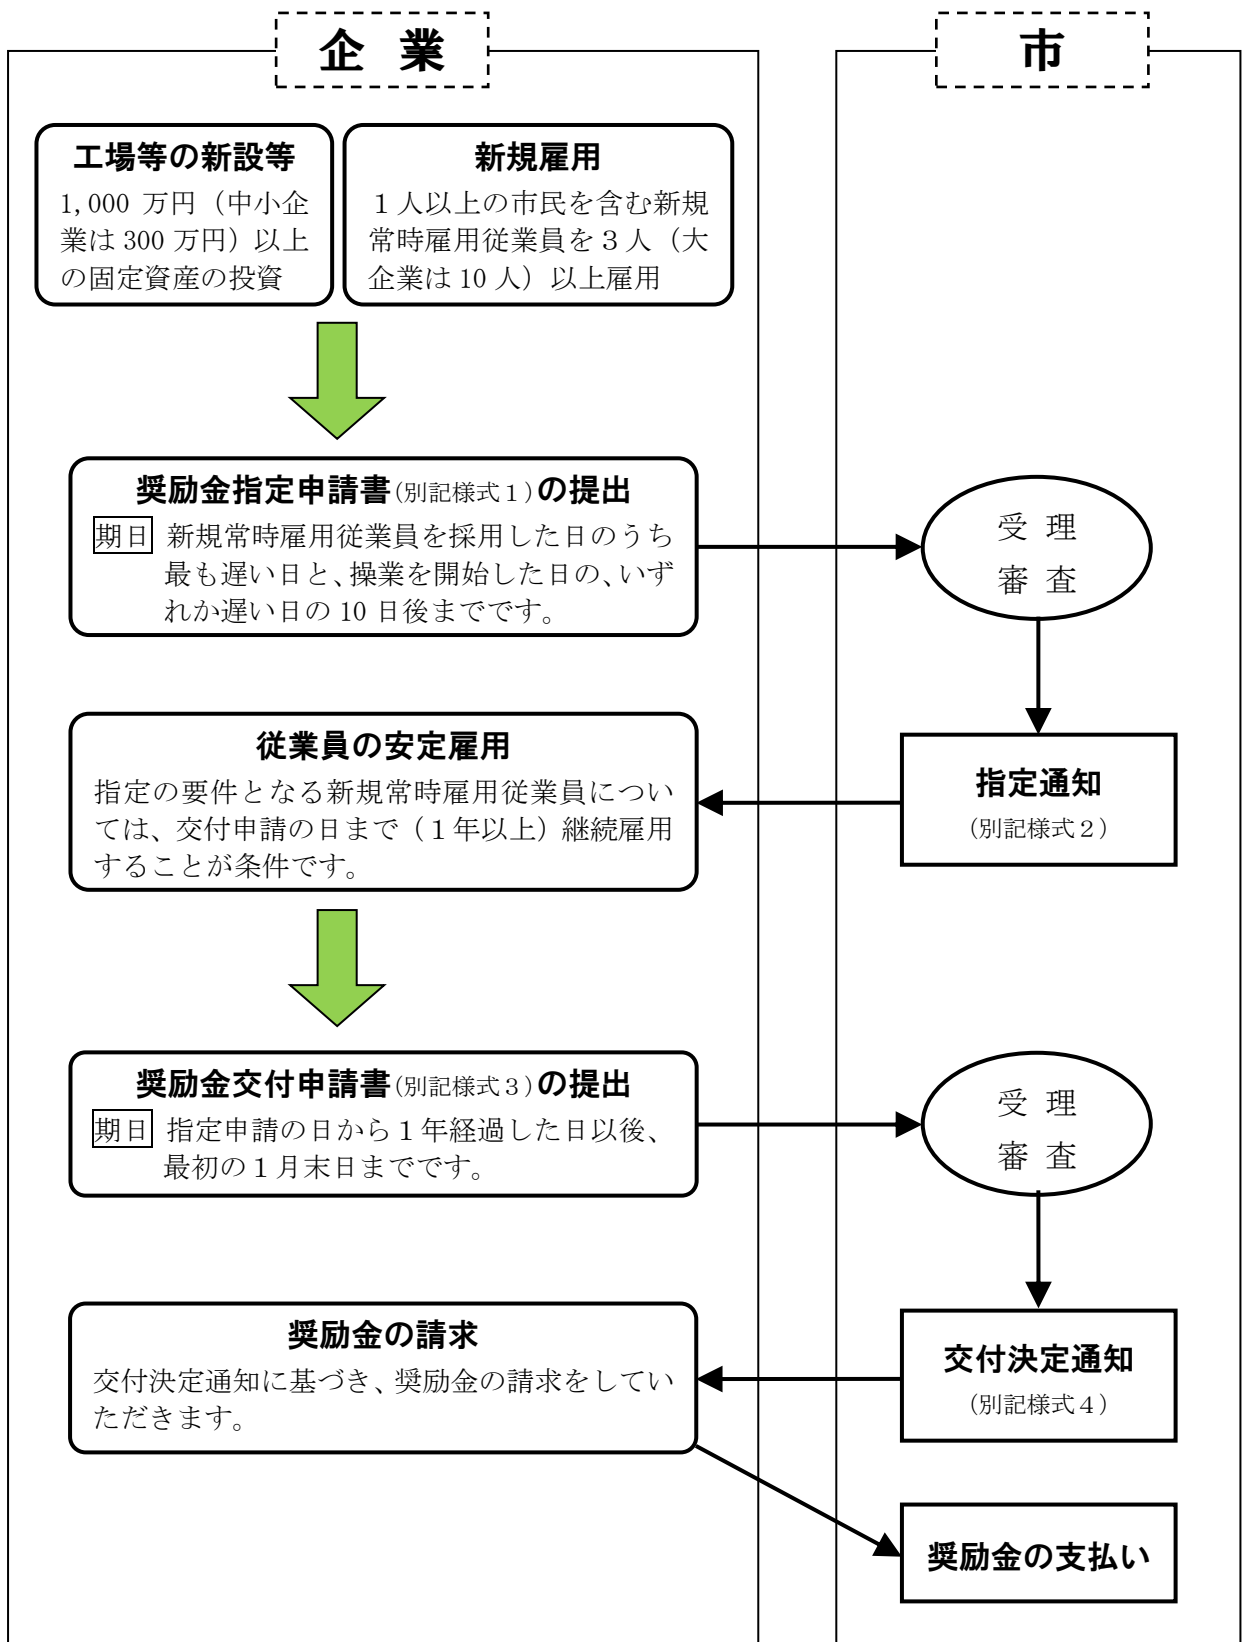 企 業
市
工場等の新設等
1,000 万円（中小企
業は 300 万円）以上
の固定資産の投資
新規雇用
１人以上の市民を含む新規
常時雇用従業員を３人（大
企業は 10 人）以上雇用
奨励金指定申請書(別記様式１)の提出
期日 新規常時雇用従業員を採用した日のうち
最も遅い日と、操業を開始した日の、いず
れか遅い日の 10 日後までです。
受 理
審 査
従業員の安定雇用
指定の要件となる新規常時雇用従業員につい
ては、交付申請の日まで（１年以上）継続雇用
することが条件です。
指定通知
(別記様式２)
奨励金交付申請書(別記様式３)の提出
期日 指定申請の日から１年経過した日以後、
最初の１月末日までです。
受 理
審 査
奨励金の請求
交付決定通知に基づき、奨励金の請求をしてい
ただきます。
交付決定通知
(別記様式４)
奨励金の支払い